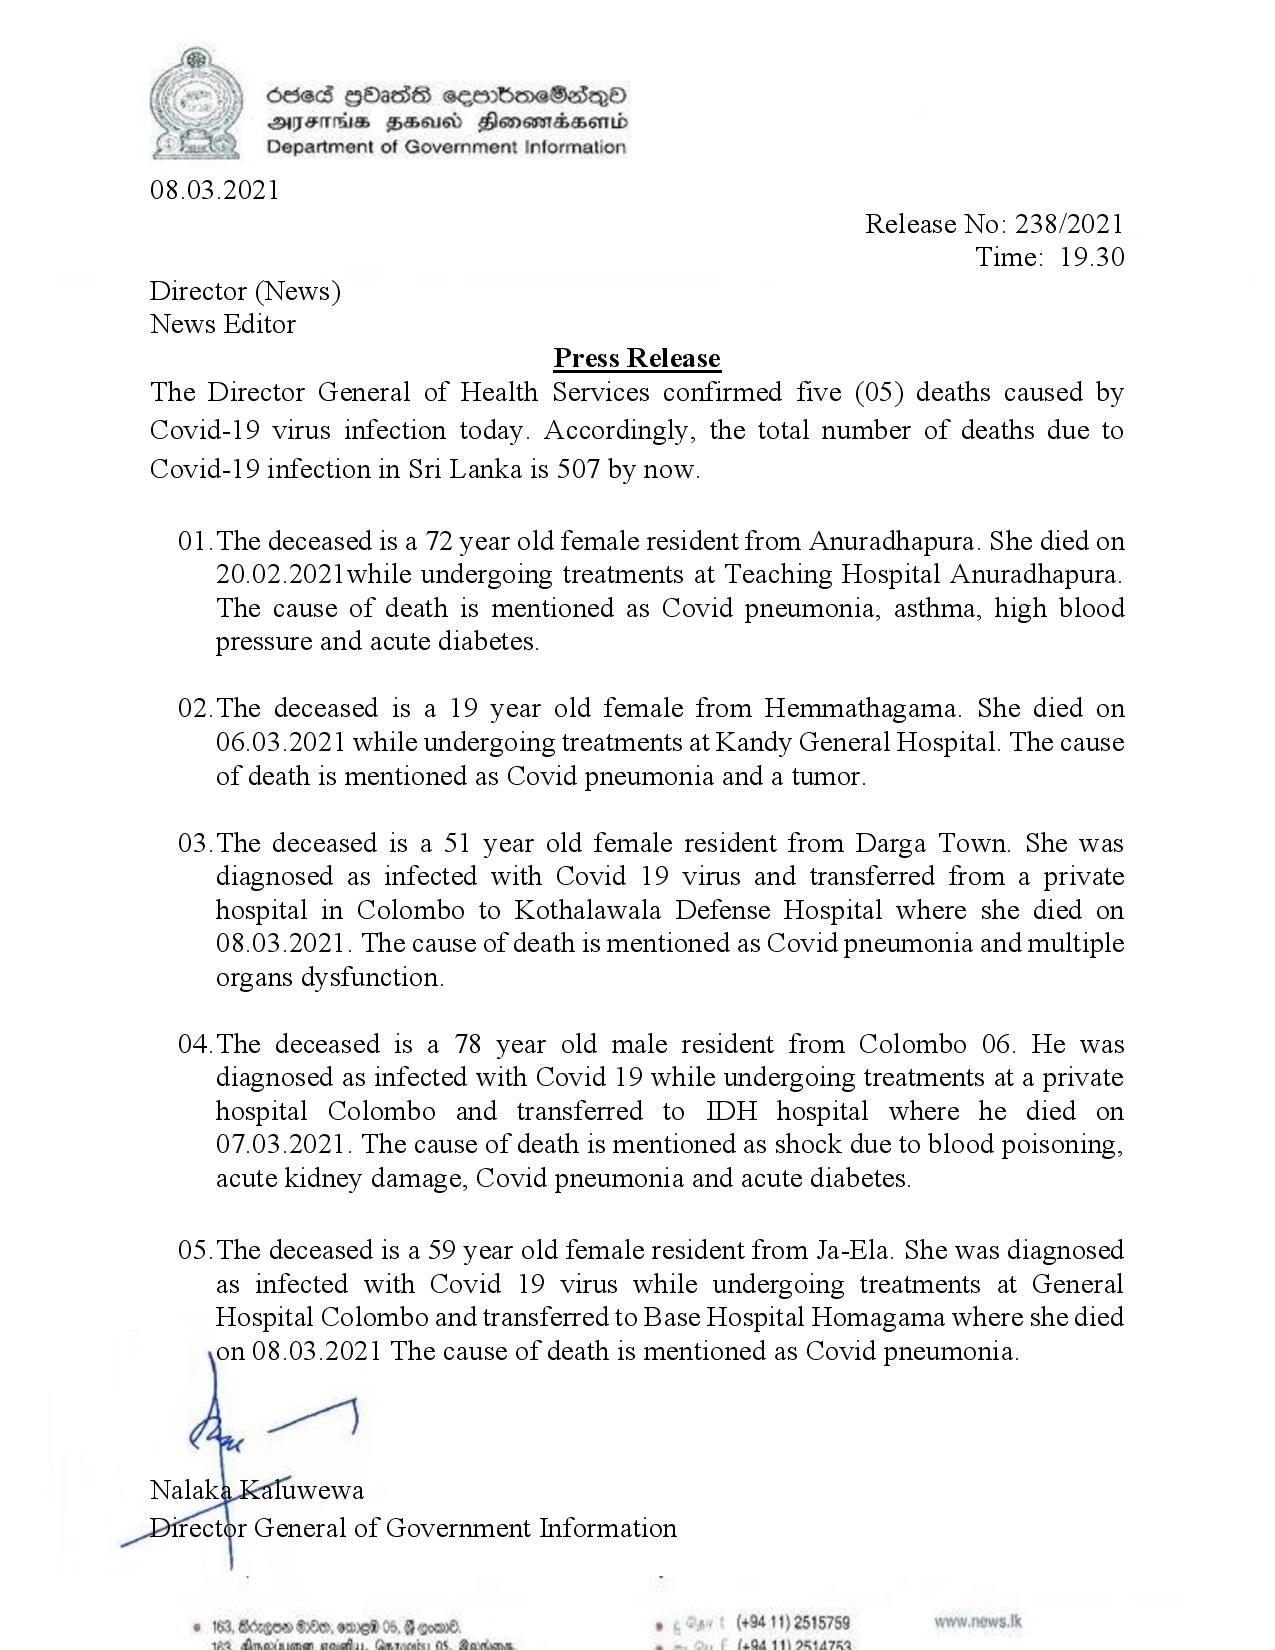 රජයේ ප්‍රවෘත්ති දෙපාර්තමේන්තුව
அரசாங்க தகவல் திணைக்களம்
Department of Government Information
08.03.2021
Release No: 238/2021
Time: 19.30
Director (News)
News Editor
Press Release
The Director General of Health Services confirmed five (05) deaths caused by
Covid-19 virus infection today. Accordingly, the total number of deaths due to
Covid-19 infection in Sri Lanka is 507 by now.
01. The deceased is a 72 year old female resident from Anuradhapura. She died on
20.02.2021while undergoing treatments at Teaching Hospital Anuradhapura.
The cause of death is mentioned as Covid pneumonia, asthma, high blood
pressure and acute diabetes.
02. The deceased is a 19 year old female from Hemmathagama. She died on
06.03.2021 while undergoing treatments at Kandy General Hospital. The cause
of death is mentioned as Covid pneumonia and a tumor.
03. The deceased is a 51 year old female resident from Darga Town. She was
diagnosed as infected with Covid 19 virus and transferred from a private
hospital in Colombo to Kothalawala Defense Hospital where she died on
08.03.2021. The cause of death is mentioned as Covid pneumonia and multiple
organs dysfunction.
04. The deceased is a 78 year old male resident from Colombo 06. He was
diagnosed as infected with Covid 19 while undergoing treatments at a private
hospital Colombo and transferred to IDH hospital where he died on
07.03.2021. The cause of death is mentioned as shock due to blood poisoning,
acute kidney damage, Covid pneumonia and acute diabetes.
05. The deceased is a 59 year old female resident from Ja-Ela. She was diagnosed
as infected with Covid 19 virus while undergoing treatments at General
Hospital Colombo and transferred to Base Hospital Homagama where she died
on 08.03.2021 The cause of death is mentioned as Covid pneumonia.
Nalaka Kaluwewa
Director General of Government Information
163, කිරුලපන මාවත, කොළඹ 05, ශ්‍රී ලංකාව.
(+94 11) 2515759
www.news.lk
163,
05,
(+94 11) 2514753